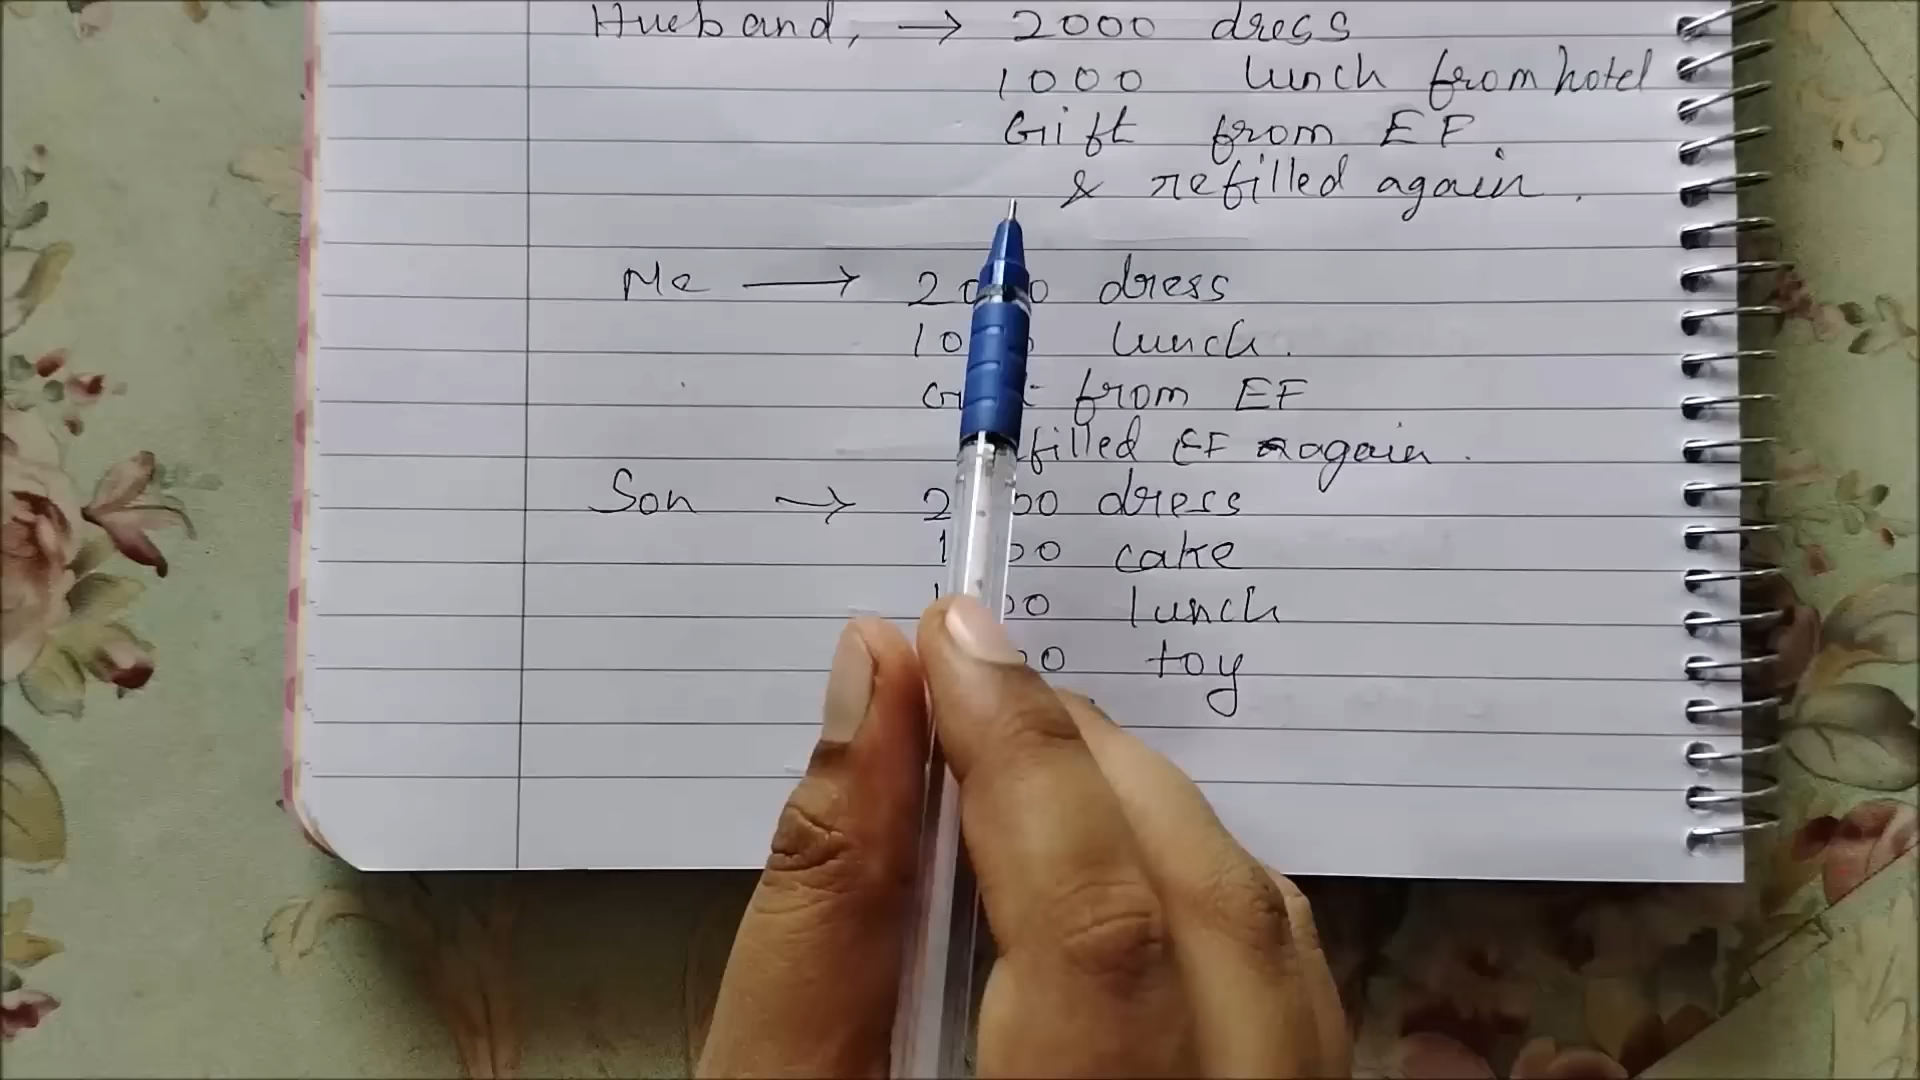 Husband, → 2000 dress
1000 lunch from hotel
Gift from EF
& refilled again.
Me → dress
lunch.
from EF
EF again.
Son → dress
cake
lunch
toy